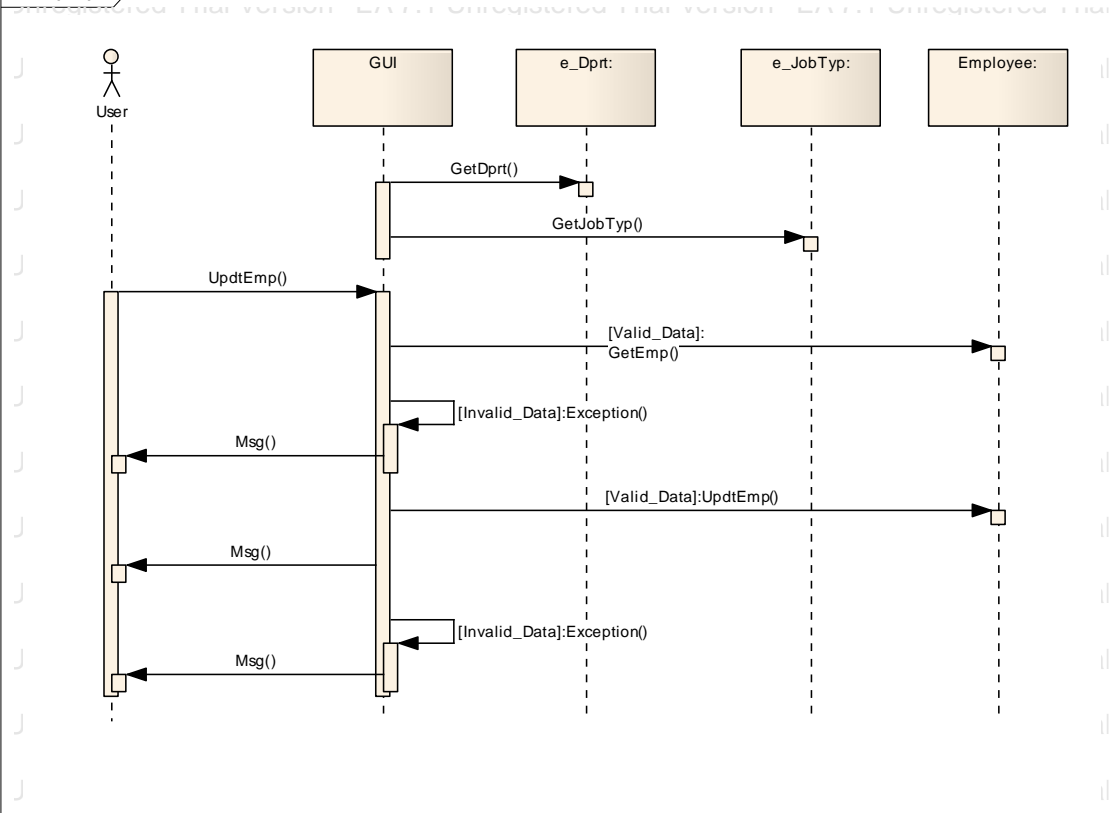 User
GUI
e_Dprt:
e_JobTyp:
Employee:
GetDprt()
GetJobTyp()
UpdtEmp()
[Valid_Data]:
GetEmp()
[Invalid_Data]:Exception()
Msg()
[Valid_Data]:UpdtEmp()
Msg()
[Invalid_Data]:Exception()
Msg()